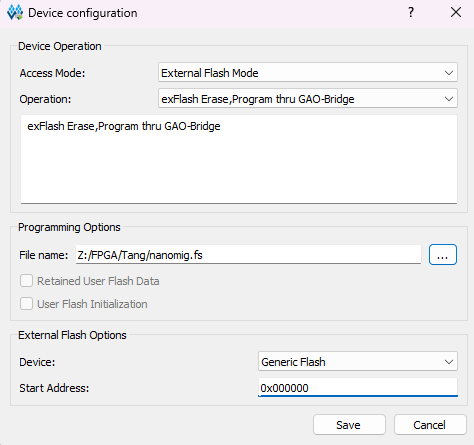 Device configuration
?
Device Operation
Access Mode: External Flash Mode
Operation: exFlash Erase,Program thru GAO-Bridge
exFlash Erase,Program thru GAO-Bridge
Programming Options
File name: Z:/FPGA/Tang/nanomig.fs ...
Retained User Flash Data
User Flash Initialization
External Flash Options
Device: Generic Flash
Start Address: 0x000000
Save Cancel